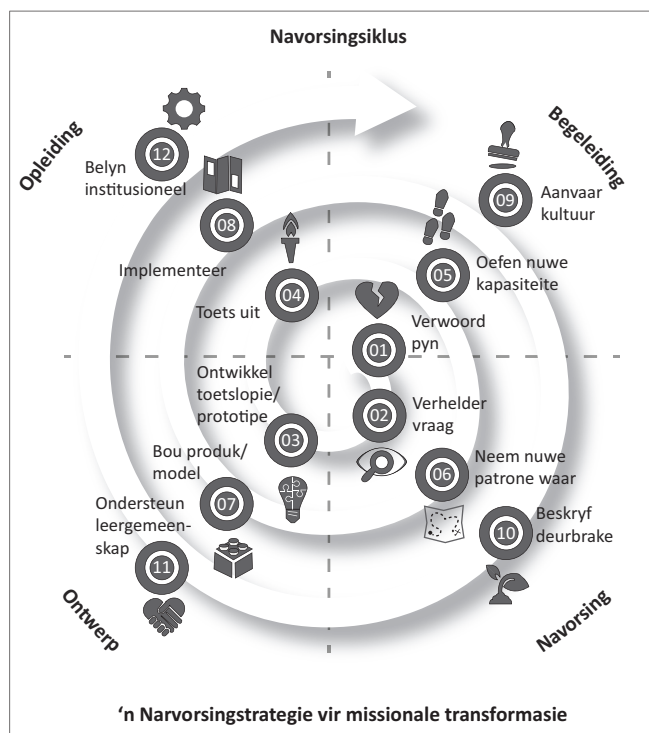 Navorsingsiklus
Opleiding
Begeleiding
12
Belyn
institusioneel
09
Aanvaar
kultuur
08
Implementeer
05
Oefen nuwe
kapasiteite
04
Toets uit
01
Verwoord
pyn
Ontwikkel
toetslopie/
prototipe
03
02
Verhelder
vraag
Bou produk/
model
07
06
Neem nuwe
patrone waar
Ondersteun
leergemeen-
skap
11
10
Beskryf
deurbrake
Ontwerp
Navorsing
‘n Narvorsingstrategie vir missionale transformasie